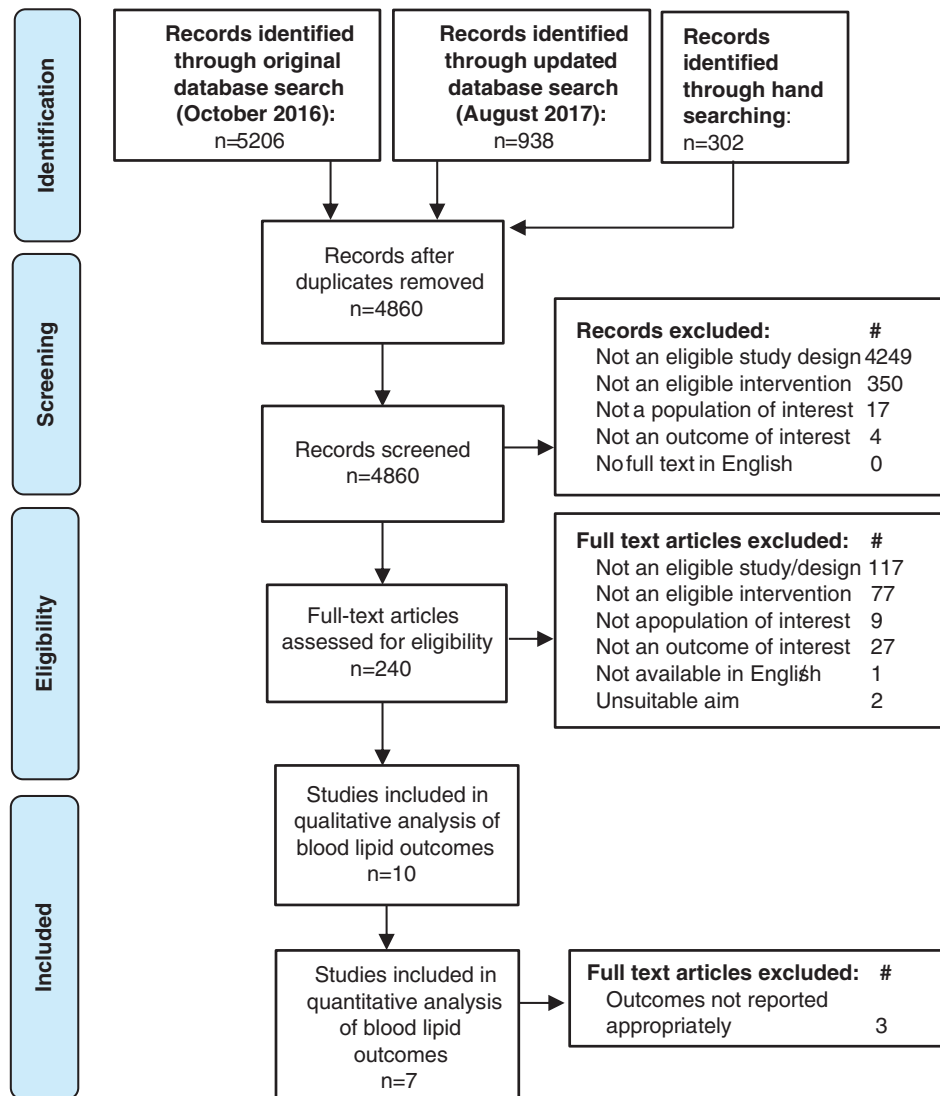 Identification
Records identified
through original
database search
(October 2016):
n=5206
Records identified
through updated
database search
(August 2017):
n=938
Records
identified
through hand
searching:
n=302
Records after
duplicates removed
n=4860
Screening
Records screened
n=4860
Records excluded: #
Not an eligible study design 4249
Not an eligible intervention 350
Not a population of interest 17
Not an outcome of interest 4
No full text in English 0
Eligibility
Full-text articles
assessed for eligibility
n=240
Full text articles excluded: #
Not an eligible study/design 117
Not an eligible intervention 77
Not apopulation of interest 9
Not an outcome of interest 27
Not available in English 1
Unsuitable aim 2
Included
Studies included in
qualitative analysis of
blood lipid outcomes
n=10
Studies included in
quantitative analysis
of blood lipid
outcomes
n=7
Full text articles excluded: #
Outcomes not reported
appropriately 3